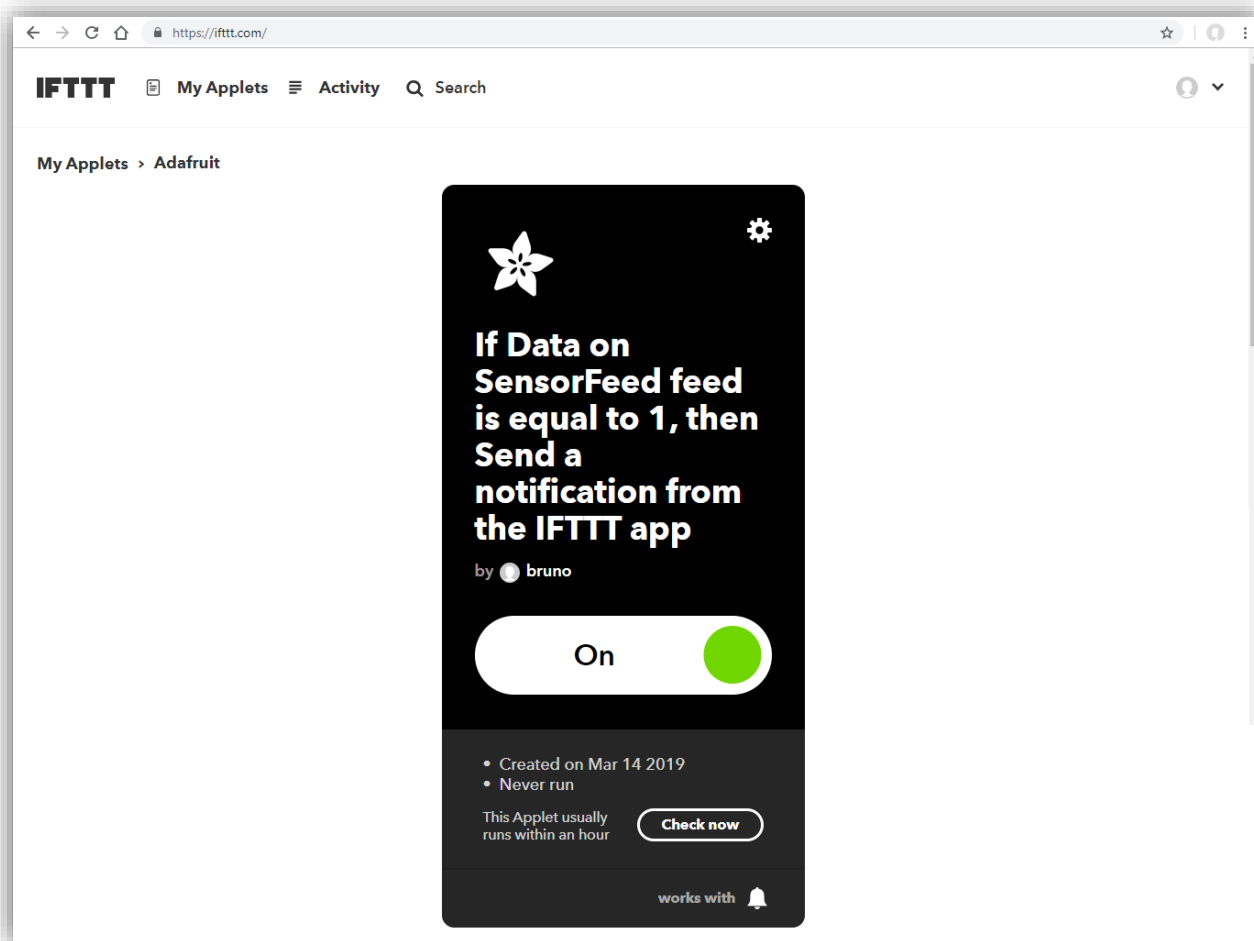 https://ifttt.com/
IFTTT My Applets Activity Search
My Applets › Adafruit
If Data on
SensorFeed feed
is equal to 1, then
Send a
notification from
the IFTTT app
by bruno
On
• Created on Mar 14 2019
• Never run
This Applet usually
runs within an hour
Check now
works with